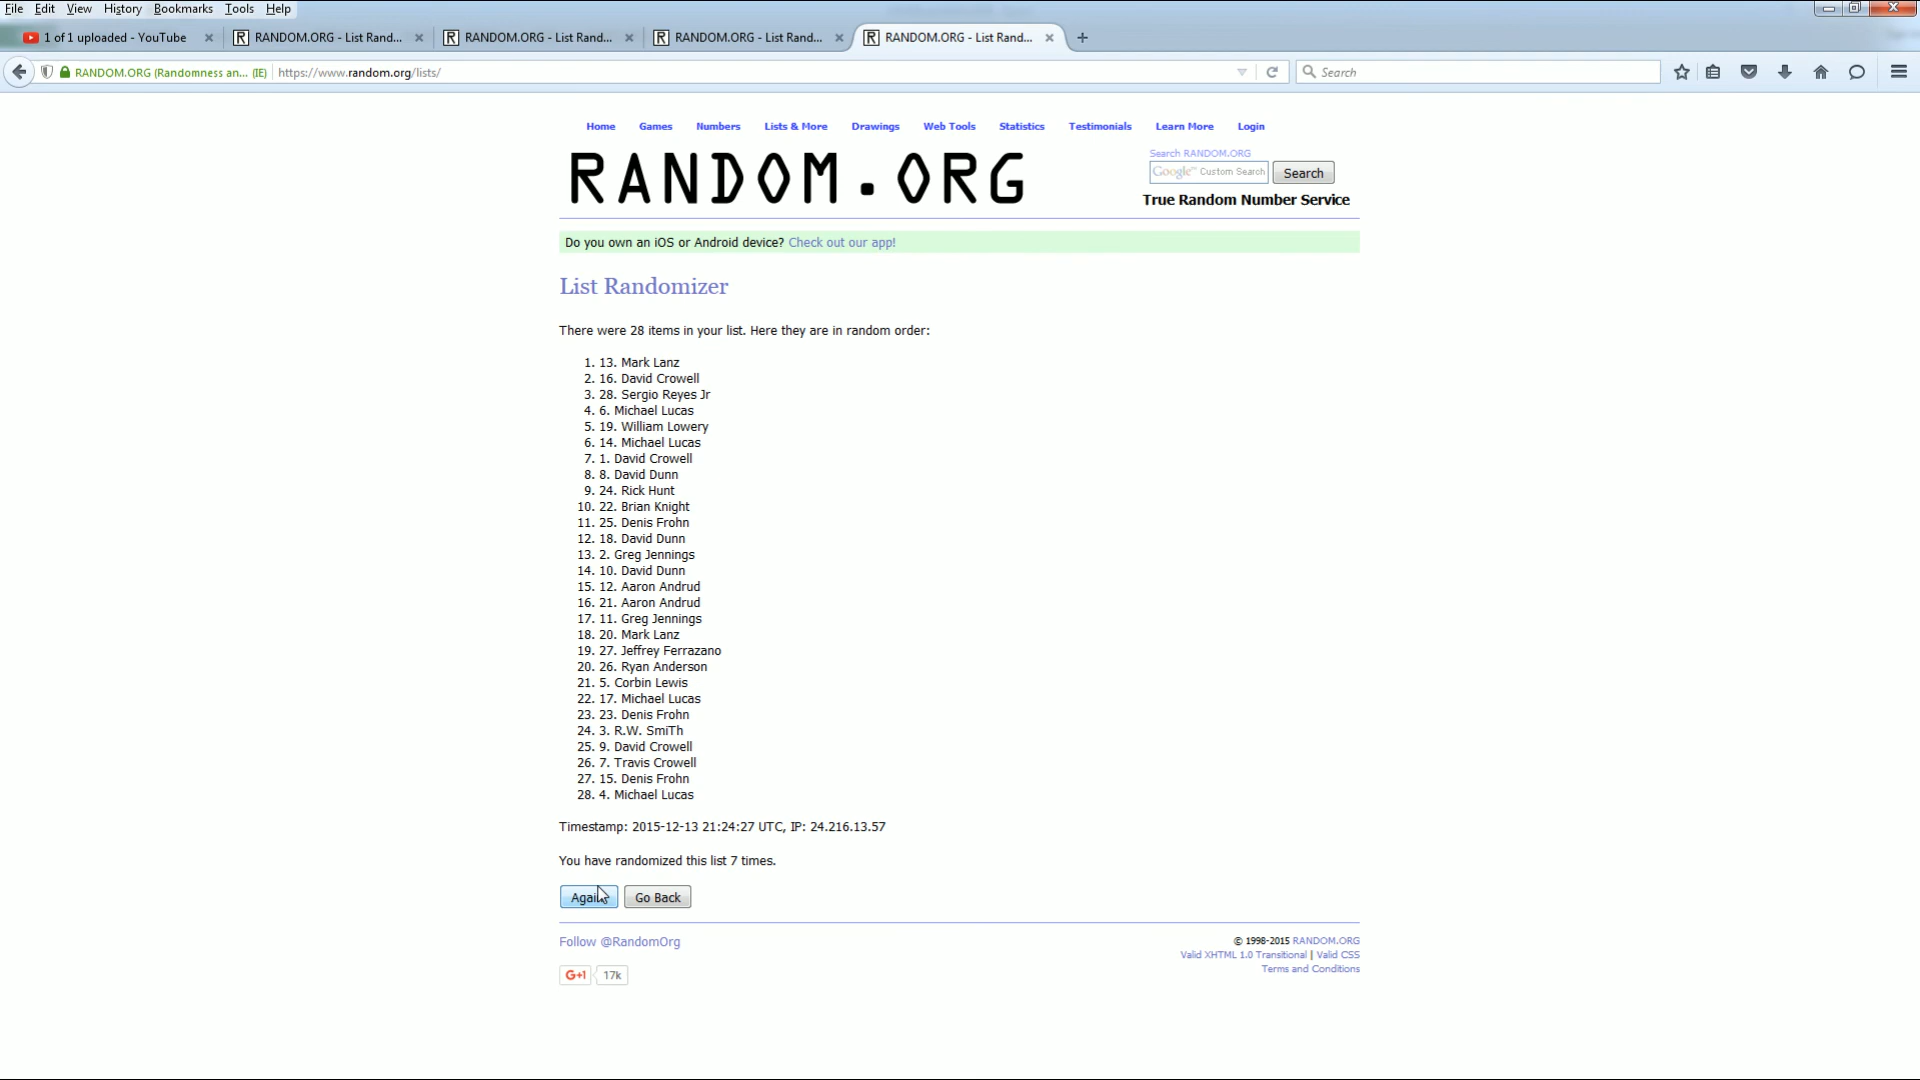 File Edit View History Bookmarks Tools Help
1 of 1 uploaded - YouTube RANDOM.ORG - List Rand... RANDOM.ORG - List Rand... RANDOM.ORG - List Rand... RANDOM.ORG - List Rand...
RANDOM.ORG (Randomness an... (IE) https://www.random.org/lists/ Search
Home Games Numbers Lists & More Drawings Web Tools Statistics Testimonials Learn More Login
RANDOM.ORG
Search RANDOM.ORG
Google™ Custom Search Search
True Random Number Service
Do you own an iOS or Android device? Check out our app!
List Randomizer
There were 28 items in your list. Here they are in random order:
1. 13. Mark Lanz
2. 16. David Crowell
3. 28. Sergio Reyes Jr
4. 6. Michael Lucas
5. 19. William Lowery
6. 14. Michael Lucas
7. 1. David Crowell
8. 8. David Dunn
9. 24. Rick Hunt
10. 22. Brian Knight
11. 25. Denis Frohn
12. 18. David Dunn
13. 2. Greg Jennings
14. 10. David Dunn
15. 12. Aaron Andrud
16. 21. Aaron Andrud
17. 11. Greg Jennings
18. 20. Mark Lanz
19. 27. Jeffrey Ferrazano
20. 26. Ryan Anderson
21. 5. Corbin Lewis
22. 17. Michael Lucas
23. 23. Denis Frohn
24. 3. R.W. SmiTh
25. 9. David Crowell
26. 7. Travis Crowell
27. 15. Denis Frohn
28. 4. Michael Lucas
Timestamp: 2015-12-13 21:24:27 UTC, IP: 24.216.13.57
You have randomized this list 7 times.
Again Go Back
Follow @RandomOrg
G+1 17k
© 1998-2015 RANDOM.ORG
Valid XHTML 1.0 Transitional | Valid CSS
Terms and Conditions